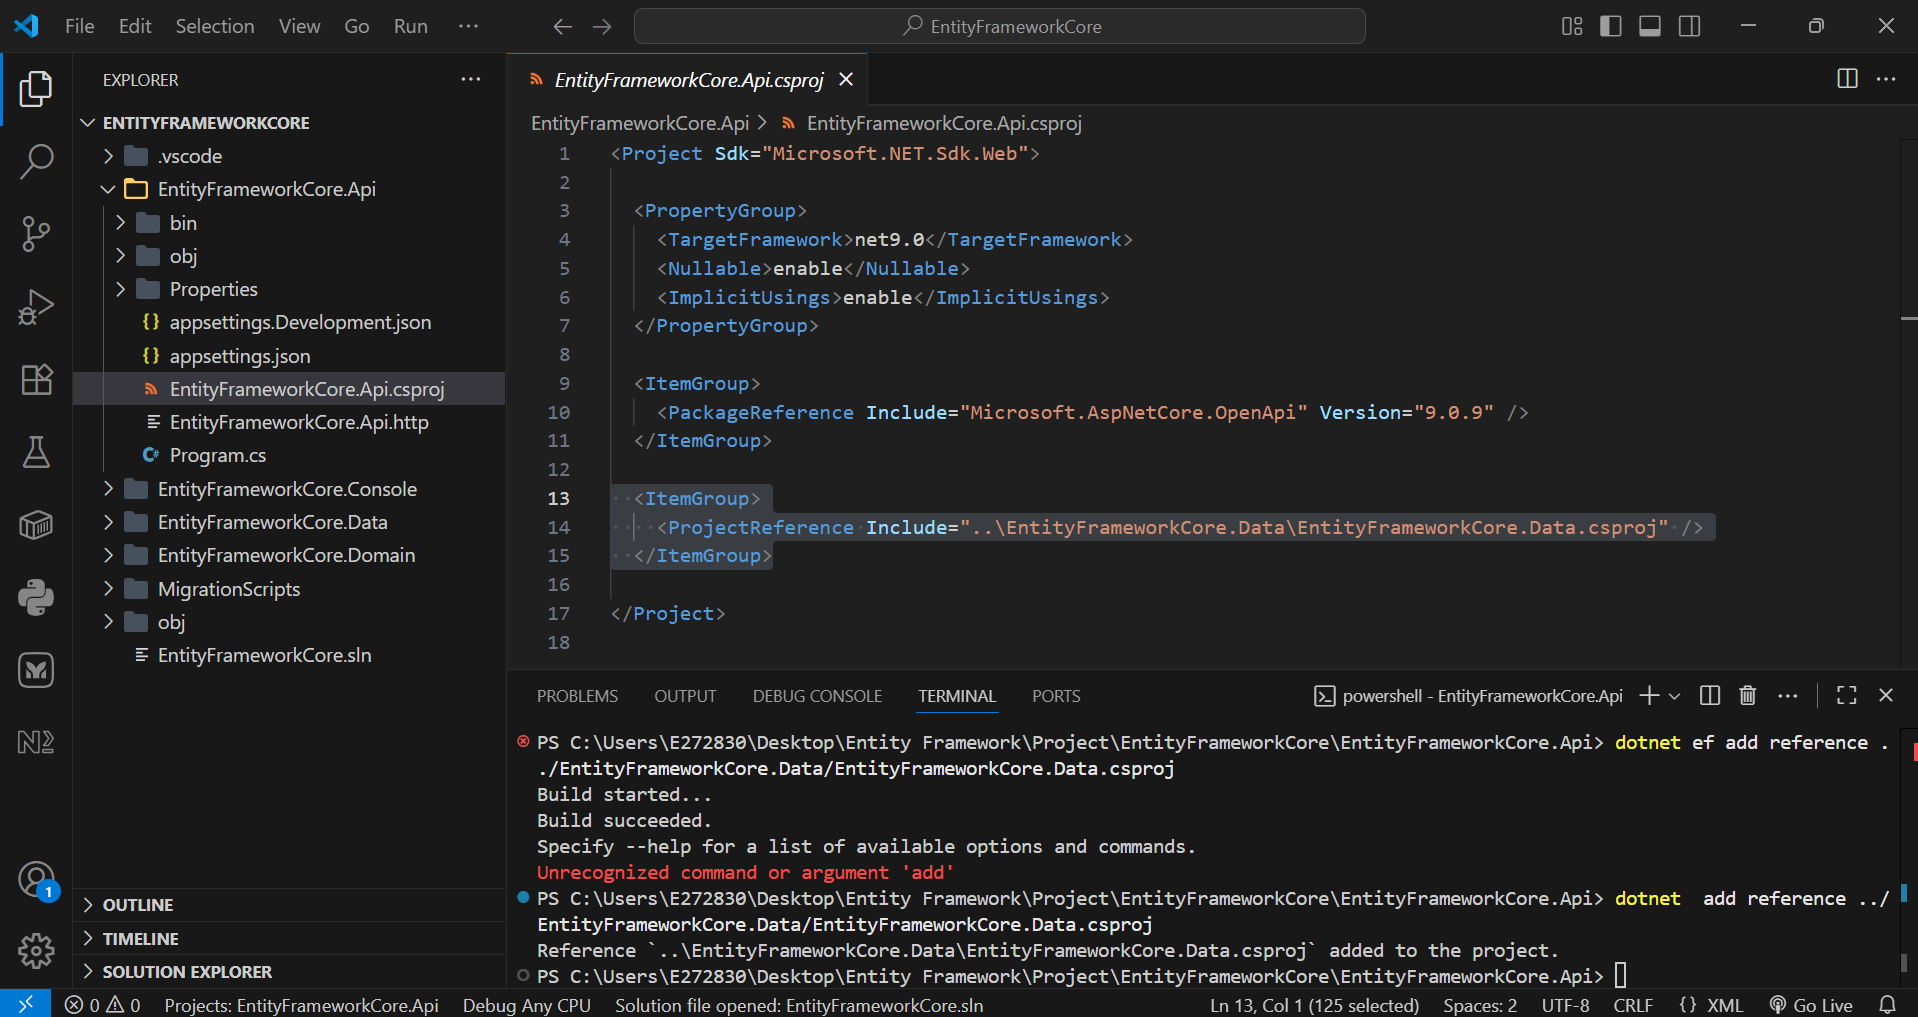 File Edit Selection View Go Run ···
EntityFrameworkCore
EXPLORER
ENTITYFRAMEWORKCORE
.vscode
EntityFrameworkCore.Api
bin
obj
Properties
{} appsettings.Development.json
{} appsettings.json
EntityFrameworkCore.Api.csproj
EntityFrameworkCore.Api.http
C# Program.cs
EntityFrameworkCore.Console
EntityFrameworkCore.Data
EntityFrameworkCore.Domain
MigrationScripts
obj
EntityFrameworkCore.sln
1
OUTLINE
TIMELINE
SOLUTION EXPLORER
EntityFrameworkCore.Api.csproj
EntityFrameworkCore.Api > EntityFrameworkCore.Api.csproj
1 <Project Sdk="Microsoft.NET.Sdk.Web">
2
3 <PropertyGroup>
4 <TargetFramework>net9.0</TargetFramework>
5 <Nullable>enable</Nullable>
6 <ImplicitUsings>enable</ImplicitUsings>
7 </PropertyGroup>
8
9 <ItemGroup>
10 <PackageReference Include="Microsoft.AspNetCore.OpenApi" Version="9.0.9" />
11 </ItemGroup>
12
13 <ItemGroup>
14 <ProjectReference Include="..\EntityFrameworkCore.Data\EntityFrameworkCore.Data.csproj" />
15 </ItemGroup>
16
17 </Project>
18
PROBLEMS OUTPUT DEBUG CONSOLE TERMINAL PORTS
powershell - EntityFrameworkCore.Api
PS C:\Users\E272830\Desktop\Entity Framework\Project\EntityFrameworkCore\EntityFrameworkCore.Api> dotnet ef add reference .
./EntityFrameworkCore.Data/EntityFrameworkCore.Data.csproj
Build started...
Build succeeded.
Specify --help for a list of available options and commands.
Unrecognized command or argument 'add'
PS C:\Users\E272830\Desktop\Entity Framework\Project\EntityFrameworkCore\EntityFrameworkCore.Api> dotnet  add reference ../
EntityFrameworkCore.Data/EntityFrameworkCore.Data.csproj
Reference `..\EntityFrameworkCore.Data\EntityFrameworkCore.Data.csproj` added to the project.
PS C:\Users\E272830\Desktop\Entity Framework\Project\EntityFrameworkCore\EntityFrameworkCore.Api>
0 0 Projects: EntityFrameworkCore.Api Debug Any CPU Solution file opened: EntityFrameworkCore.sln Ln 13, Col 1 (125 selected) Spaces: 2 UTF-8 CRLF {} XML Go Live